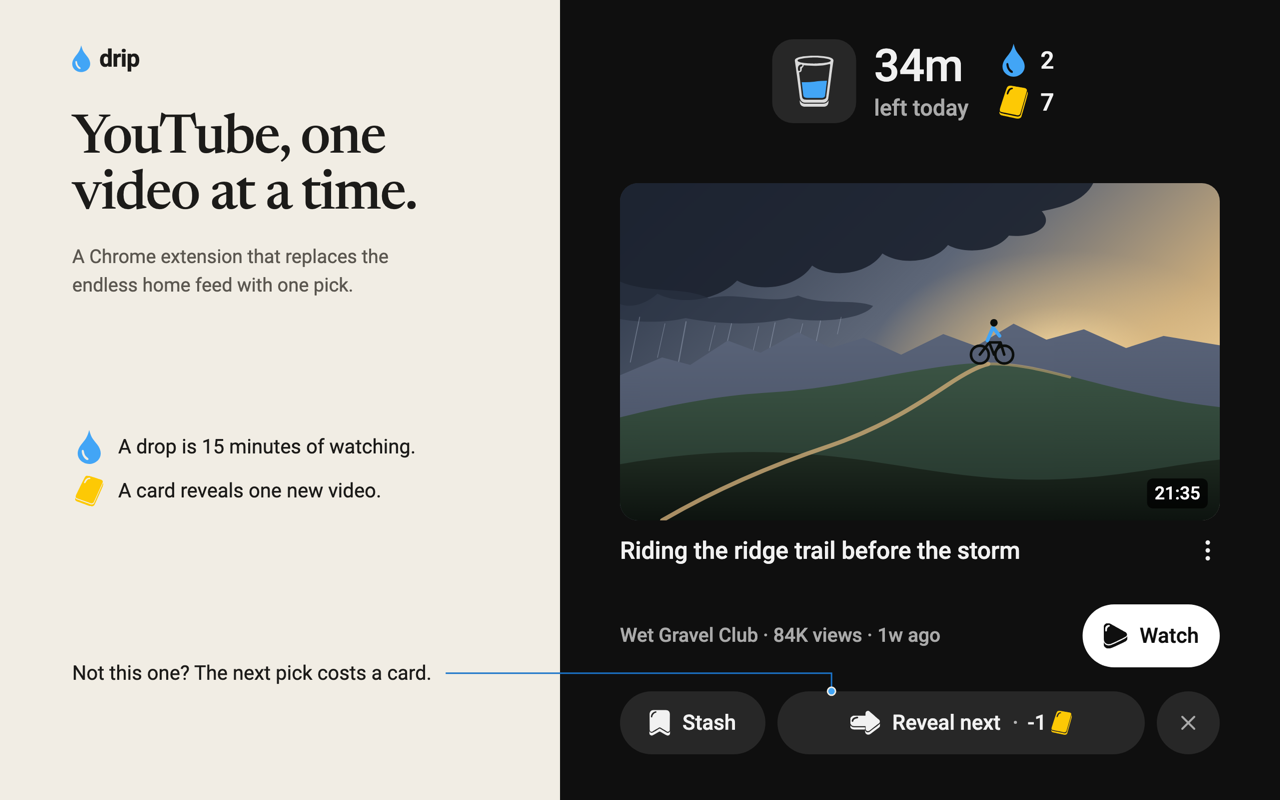 drip
YouTube, one
video at a time.
A Chrome extension that replaces the
endless home feed with one pick.
A drop is 15 minutes of watching.
A card reveals one new video.
Not this one? The next pick costs a card.
34m
left today
2
7
21:35
Riding the ridge trail before the storm
Wet Gravel Club · 84K views · 1w ago
Watch
Stash
Reveal next · -1